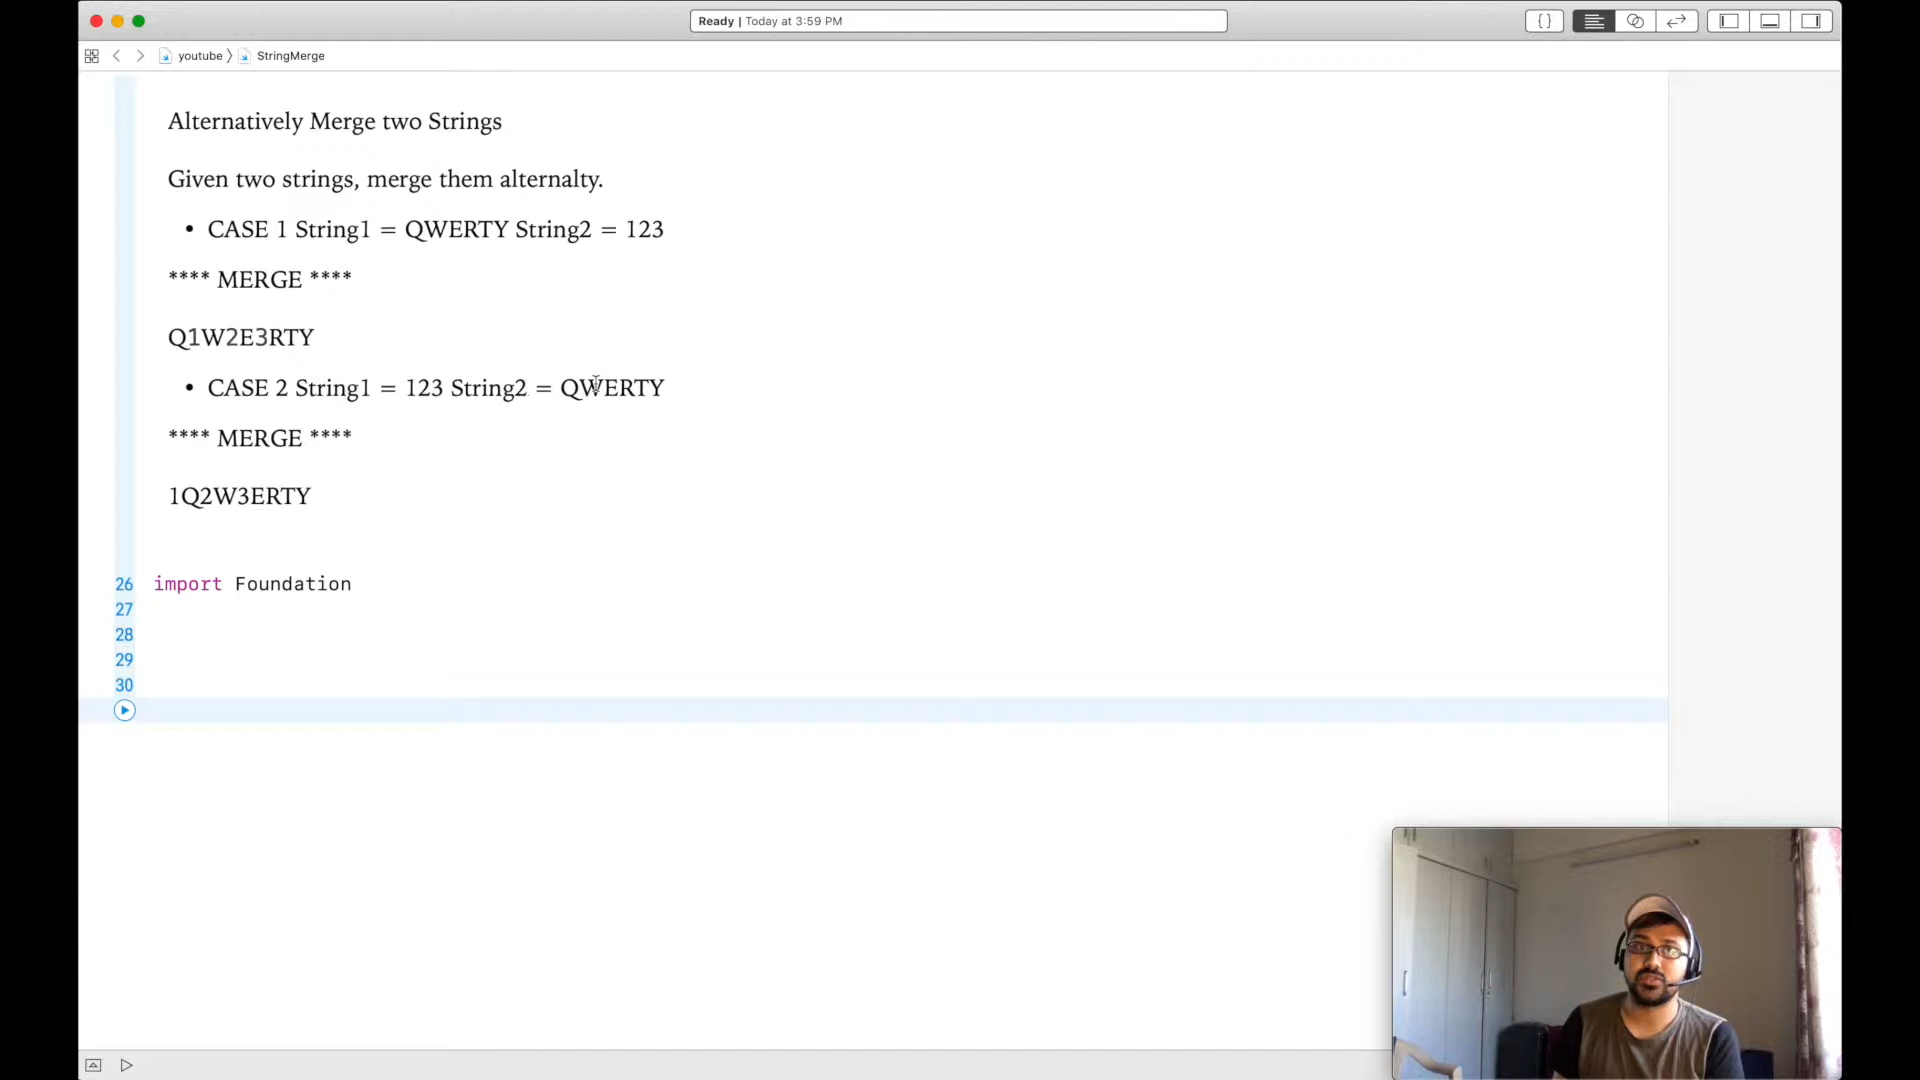 Ready | Today at 3:59 PM
{ }
youtube 〉 StringMerge
Alternatively Merge two Strings
Given two strings, merge them alternalty.
• CASE 1 String1 = QWERTY String2 = 123
**** MERGE ****
Q1W2E3RTY
• CASE 2 String1 = 123 String2 = QWERTY
**** MERGE ****
1Q2W3ERTY
26 import Foundation
27
28
29
30